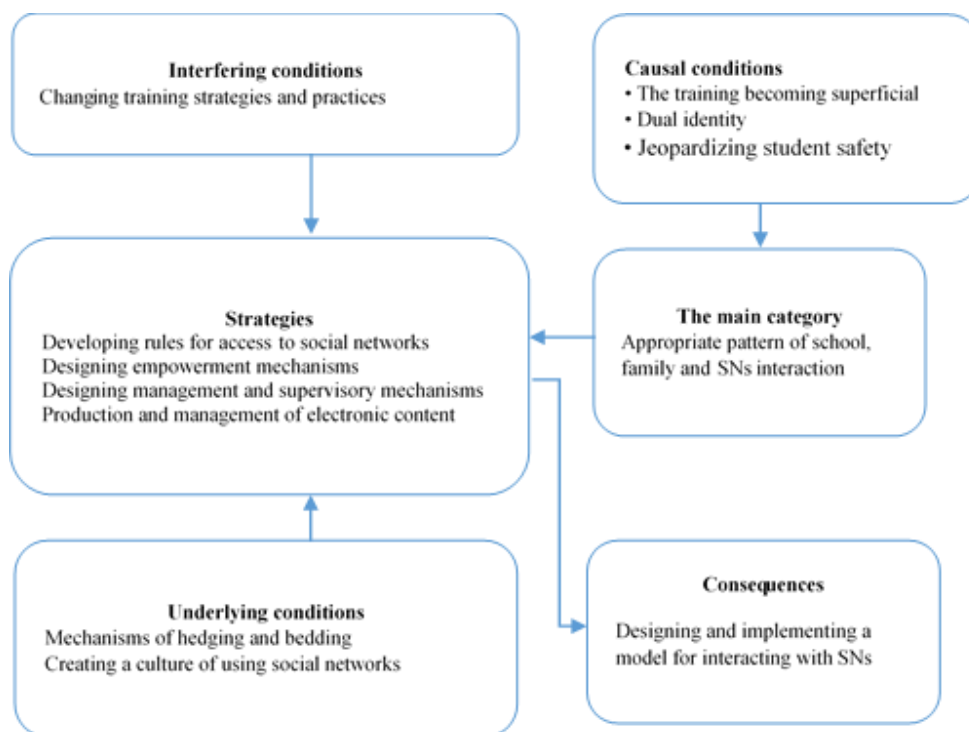 Interfering conditions
Changing training strategies and practices
Causal conditions
• The training becoming superficial
• Dual identity
• Jeopardizing student safety
Strategies
Developing rules for access to social networks
Designing empowerment mechanisms
Designing management and supervisory mechanisms
Production and management of electronic content
The main category
Appropriate pattern of school,
family and SNs interaction
Underlying conditions
Mechanisms of hedging and bedding
Creating a culture of using social networks
Consequences
Designing and implementing a
model for interacting with SNs